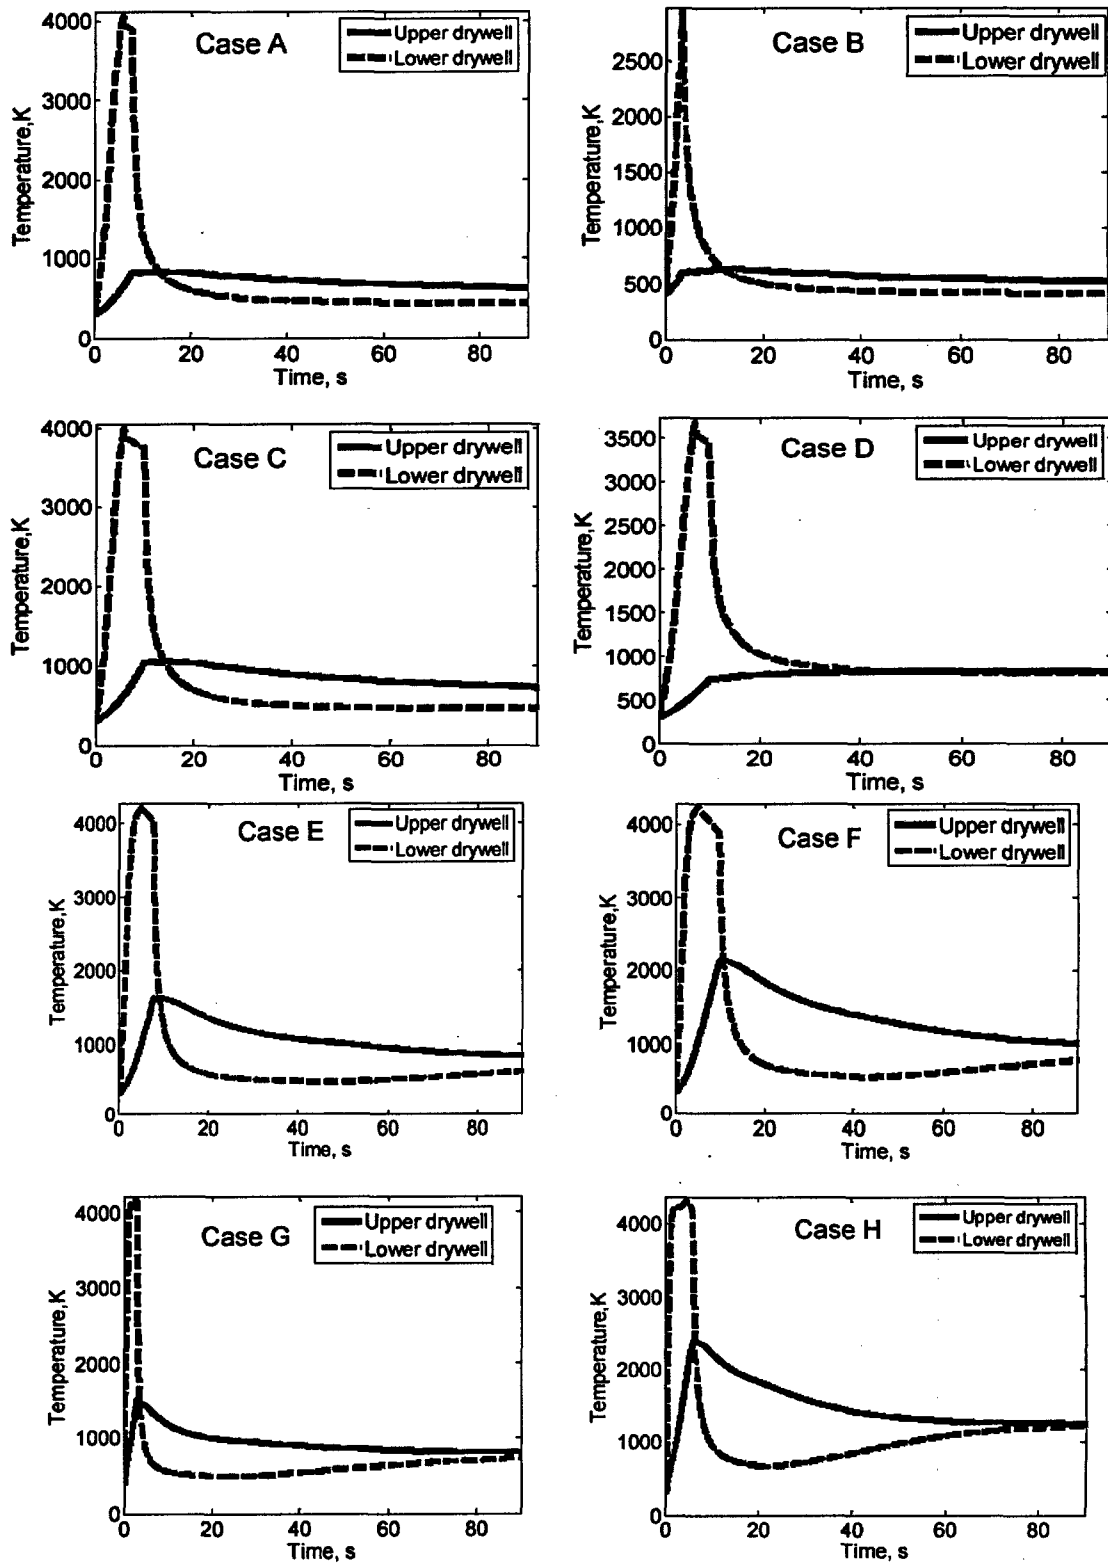 Case A
Upper drywell
Lower drywell
Temperature,K
4000
3000
2000
1000
0
0 20 40 60 80
Time, s
Case B
Upper drywell
Lower drywell
Temperature,K
2500
2000
1500
1000
500
0
0 20 40 60 80
Time, s
Case C
Upper drywell
Lower drywell
Temperature,K
4000
3000
2000
1000
0
0 20 40 60 80
Time, s
Case D
Upper drywell
Lower drywell
Temperature,K
3500
3000
2500
2000
1500
1000
500
0
0 20 40 60 80
Time, s
Case E
Upper drywell
Lower drywell
Temperature,K
4000
3000
2000
1000
0
0 20 40 60 80
Time, s
Case F
Upper drywell
Lower drywell
Temperature,K
4000
3000
2000
1000
0
0 20 40 60 80
Time, s
Case G
Upper drywell
Lower drywell
Temperature,K
4000
3000
2000
1000
0
0 20 40 60 80
Time, s
Case H
Upper drywell
Lower drywell
Temperature,K
4000
3000
2000
1000
0
0 20 40 60 80
Time, s